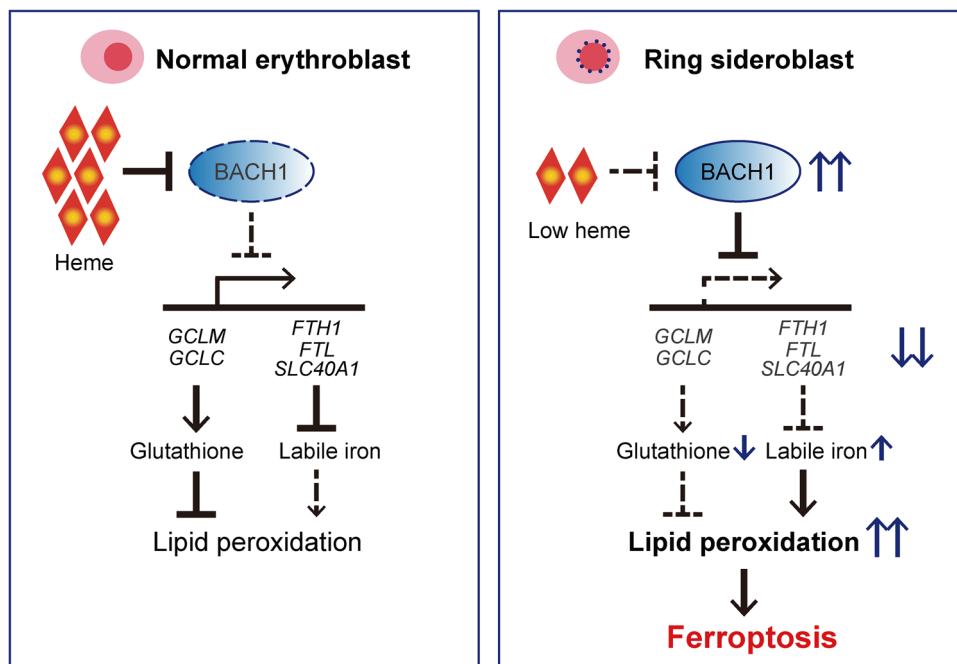 Normal erythroblast
BACH1
Heme
GCLM
GCLC
FTH1
FTL
SLC40A1
Glutathione
Labile iron
Lipid peroxidation
Ring sideroblast
BACH1
Low heme
GCLM
GCLC
FTH1
FTL
SLC40A1
Glutathione
Labile iron
Lipid peroxidation
Ferroptosis